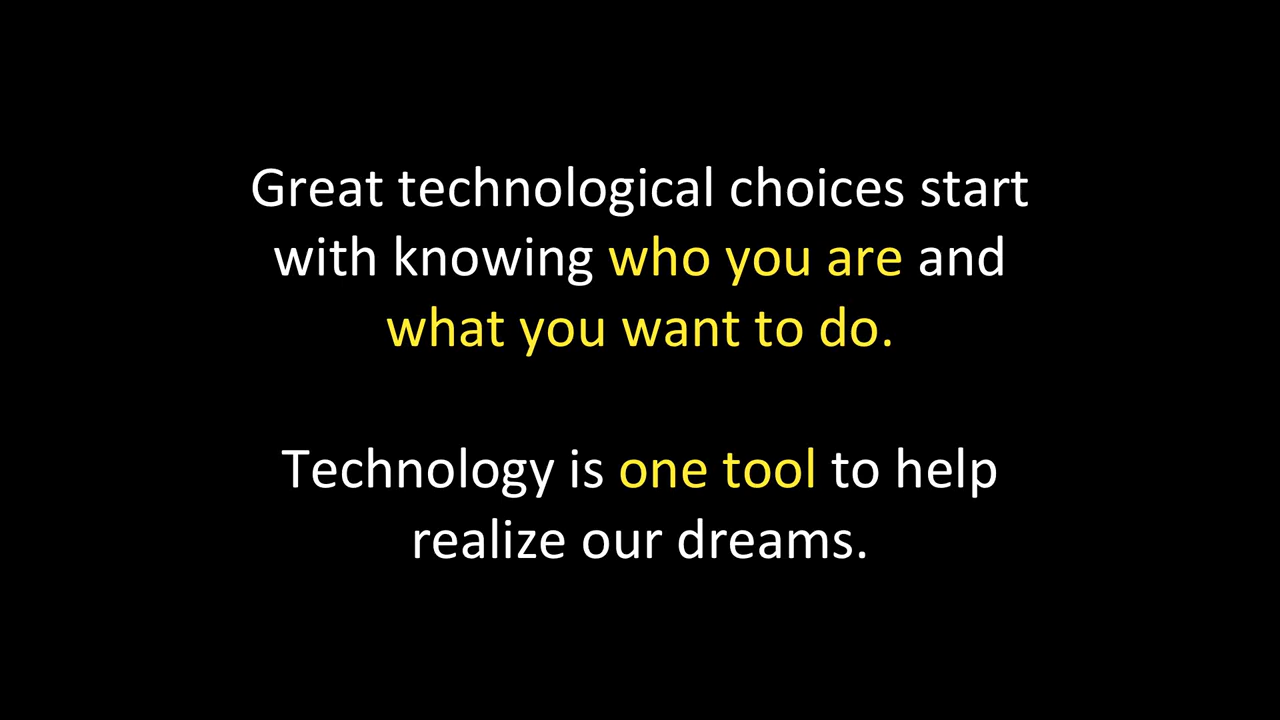 Great technological choices start
with knowing who you are and
what you want to do.
Technology is one tool to help
realize our dreams.